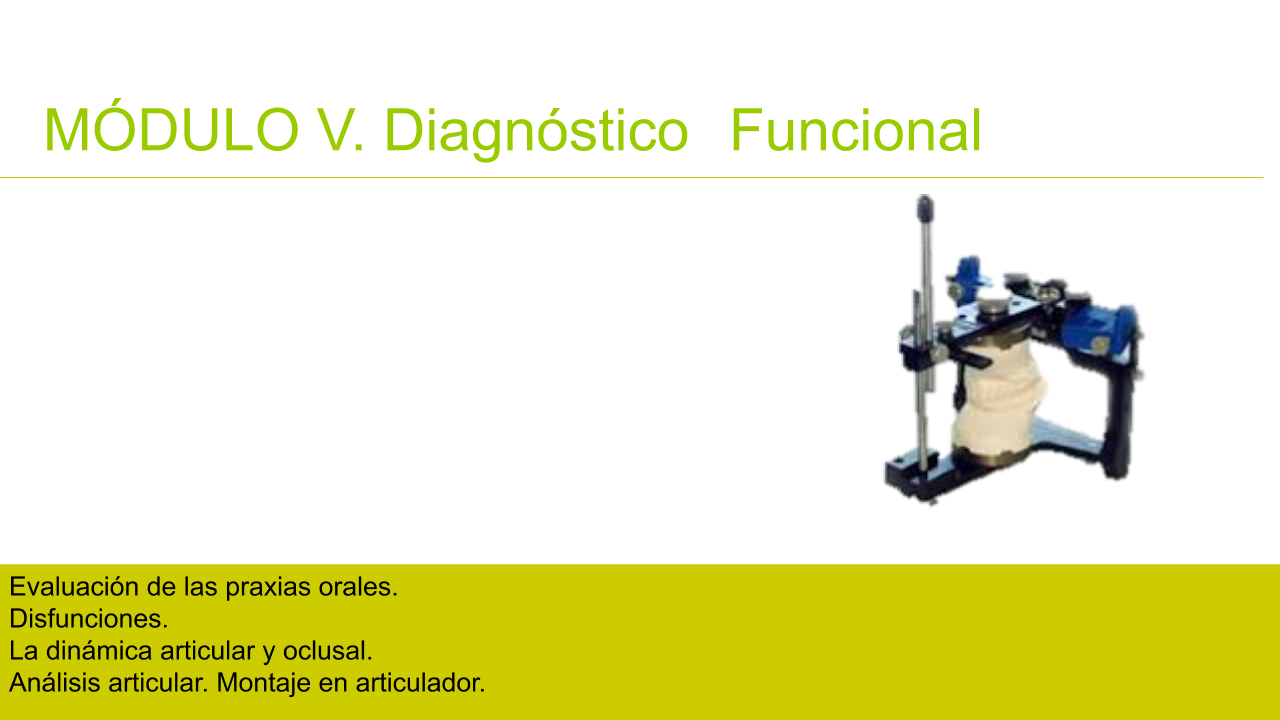 MÓDULO V. Diagnóstico Funcional
Evaluación de las praxias orales.
Disfunciones.
La dinámica articular y oclusal.
Análisis articular. Montaje en articulador.